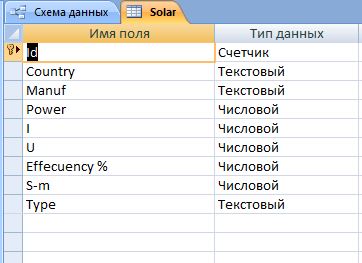 Схема данных Solar
Имя поля Тип данных
Id Счетчик
Country Текстовый
Manuf Текстовый
Power Числовой
I Числовой
U Числовой
Effecuency % Числовой
S-m Числовой
Type Текстовый